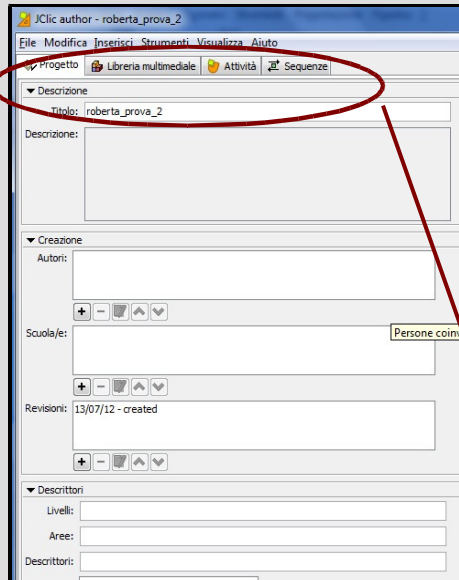 JClic author - roberta_prova_2
File Modifica Inserisci Strumenti Visualizza Aiuto
Progetto Libreria multimediale Attività Sequenze
Descrizione
Titolo: roberta_prova_2
Descrizione:
Creazione
Autori:
Scuola/e:
Persone coinv
Revisioni: 13/07/12 - created
Descrittori
Livelli:
Aree:
Descrittori: